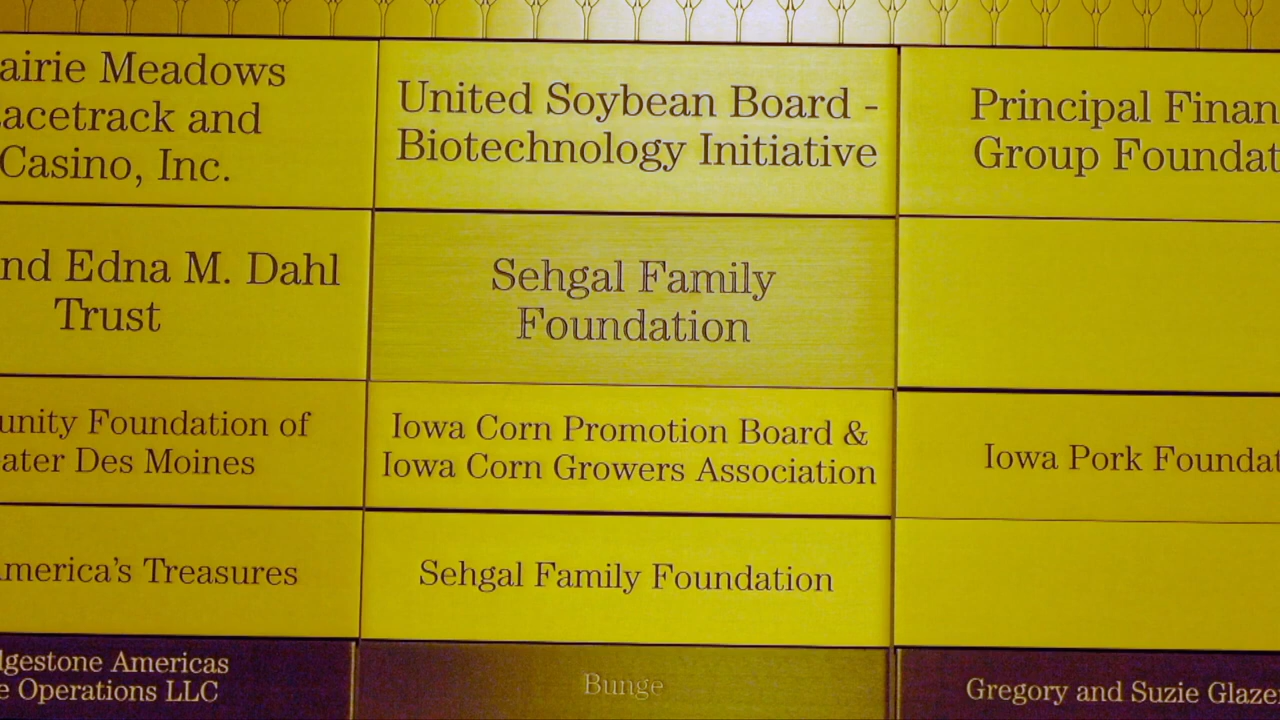 airie Meadows
acetrack and
Casino, Inc.
United Soybean Board -
Biotechnology Initiative
Principal Finan
Group Foundat
nd Edna M. Dahl
Trust
Sehgal Family
Foundation
unity Foundation of
ater Des Moines
Iowa Corn Promotion Board &
Iowa Corn Growers Association
Iowa Pork Foundat
merica’s Treasures
Sehgal Family Foundation
dgestone Americas
e Operations LLC
Bunge
Gregory and Suzie Glaze